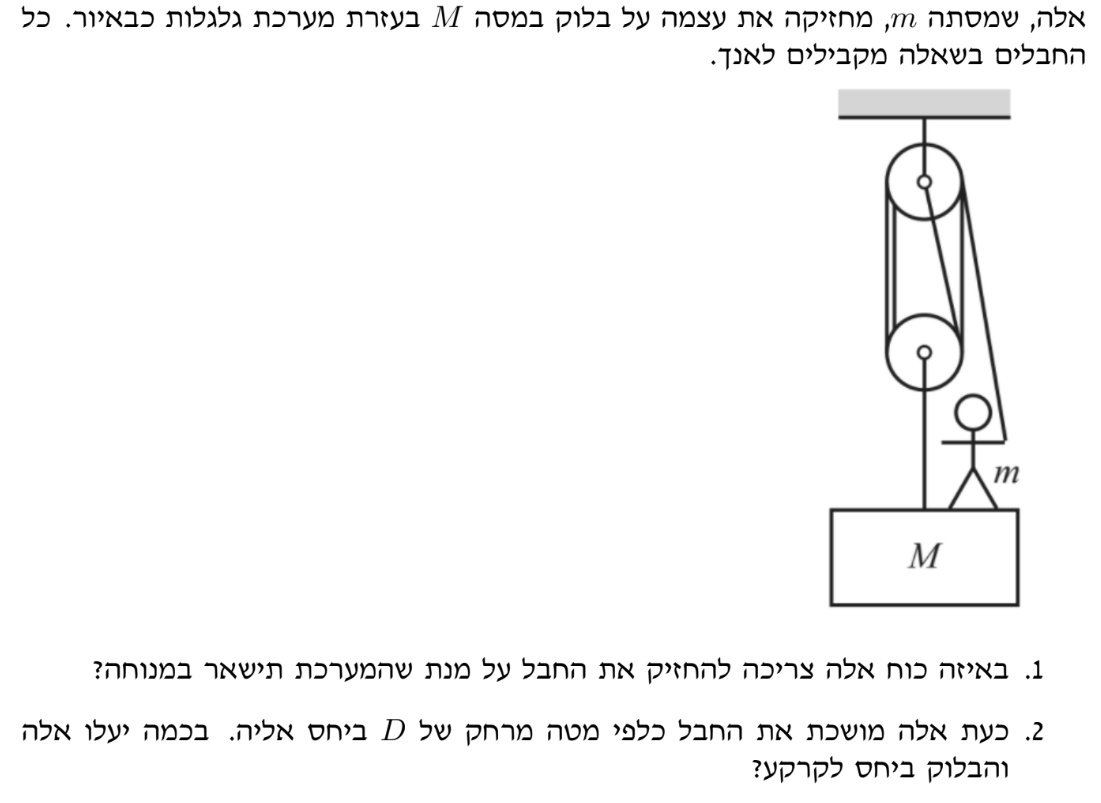 אלה, שמסתה m, מחזיקה את עצמה על בלוק במסה M בעזרת מערכת גלגלות כבאיור. כל
החבלים בשאלה מקבילים לאנך.
m
M
1. באיזה כוח אלה צריכה להחזיק את החבל על מנת שהמערכת תישאר במנוחה?
2. כעת אלה מושכת את החבל כלפי מטה מרחק של D ביחס אליה. בכמה יעלו אלה
והבלוק ביחס לקרקע?